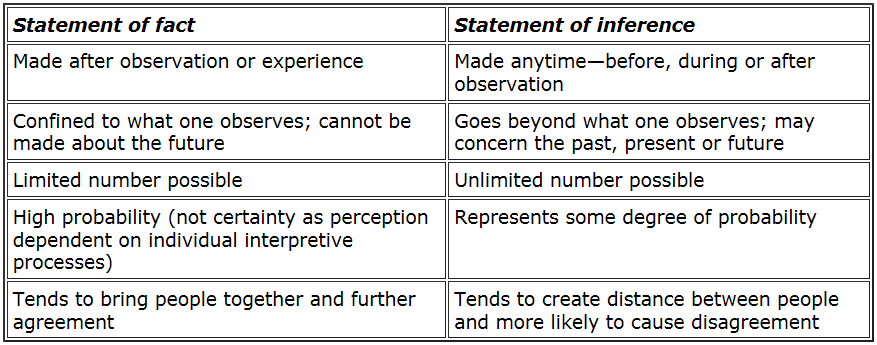 Statement of fact
Statement of inference
Made after observation or experience
Made anytime—before, during or after
observation
Confined to what one observes; cannot be
made about the future
Goes beyond what one observes; may
concern the past, present or future
Limited number possible
Unlimited number possible
High probability (not certainty as perception
dependent on individual interpretive
processes)
Represents some degree of probability
Tends to bring people together and further
agreement
Tends to create distance between people
and more likely to cause disagreement